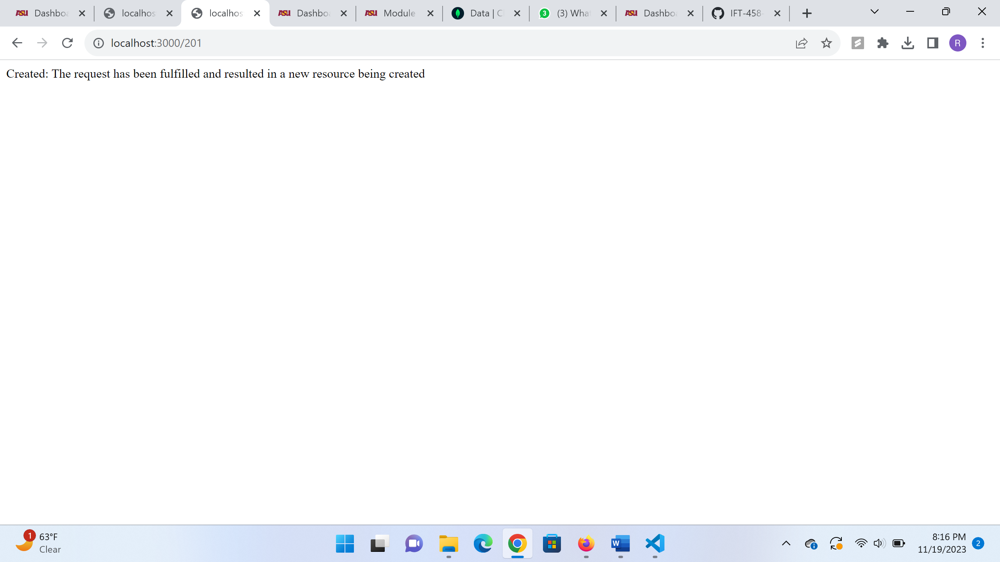 ASU Dashboa
localhos
localhos
ASU Dashboa
ASU Module
Data | Cl
3 (3) What
ASU Dashboa
IFT-458-
localhost:3000/201
R
Created: The request has been fulfilled and resulted in a new resource being created
1
63°F
Clear
W
8:16 PM
11/19/2023
2